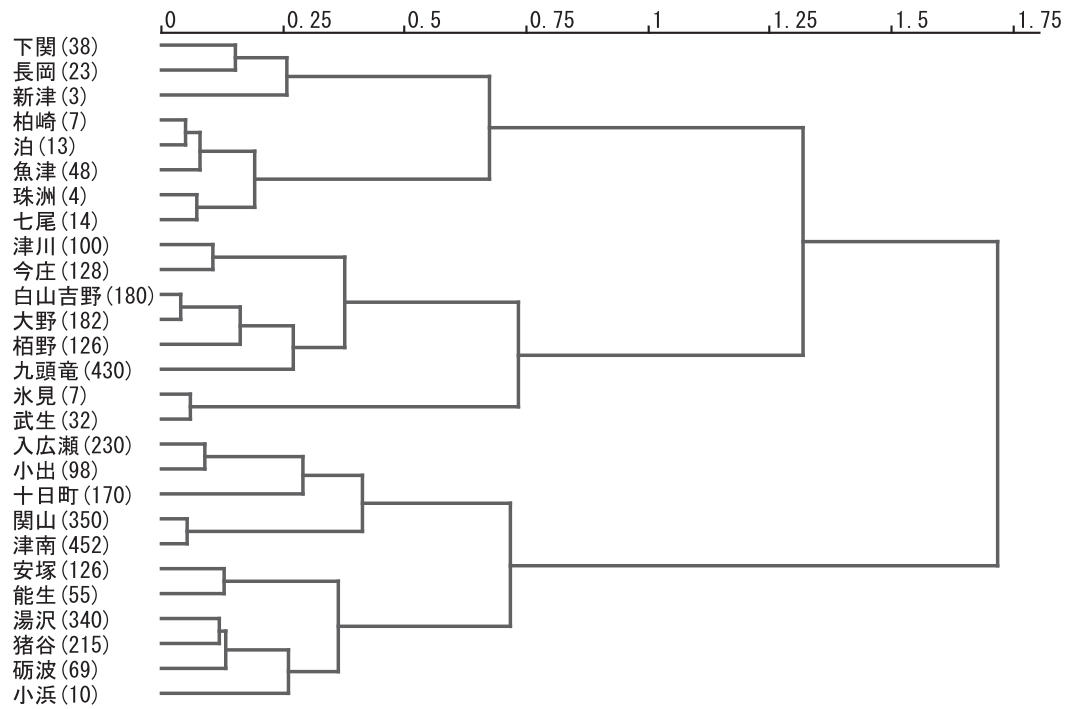 0 0.25 0.5 0.75 1 1.25 1.5 1.75
下関(38)
長岡(23)
新津(3)
柏崎(7)
泊(13)
魚津(48)
珠洲(4)
七尾(14)
津川(100)
今庄(128)
白山吉野(180)
大野(182)
栢野(126)
九頭竜(430)
氷見(7)
武生(32)
入広瀬(230)
小出(98)
十日町(170)
関山(350)
津南(452)
安塚(126)
能生(55)
湯沢(340)
猪谷(215)
砺波(69)
小浜(10)